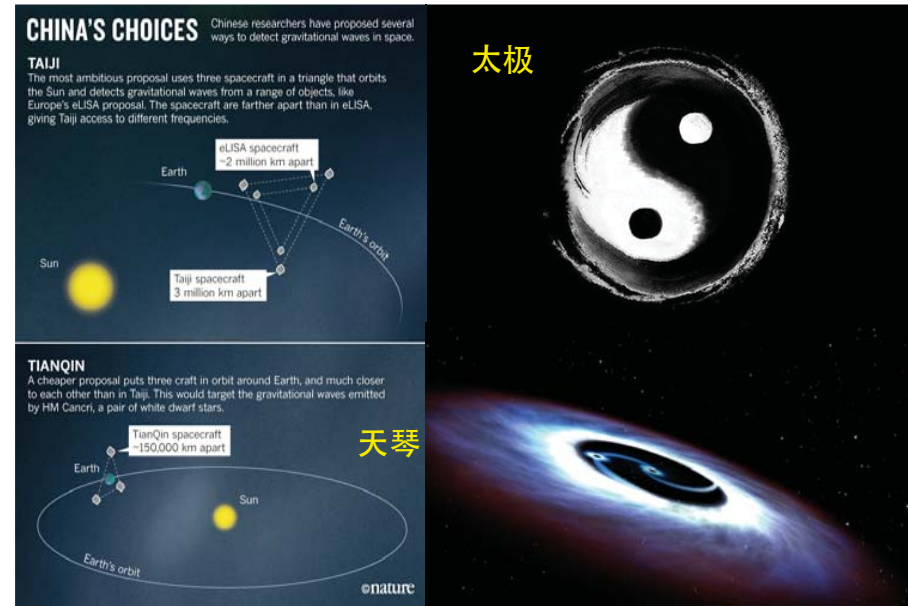 CHINA'S CHOICES
Chinese researchers have proposed several
ways to detect gravitational waves in space.
TAIJI
The most ambitious proposal uses three spacecraft in a triangle that orbits
the Sun and detects gravitational waves from a range of objects, like
Europe's eLISA proposal. The spacecraft are farther apart than in eLISA,
giving Taiji access to different frequencies.
eLISA spacecraft
~2 million km apart
Earth
Earth's orbit
Sun
Taiji spacecraft
3 million km apart
TIANQIN
A cheaper proposal puts three craft in orbit around Earth, and much closer
to each other than in Taiji. This would target the gravitational waves emitted
by HM Cancri, a pair of white dwarf stars.
TianQin spacecraft
~150,000 km apart
天琴
Earth
Sun
Earth's orbit
©nature
太极